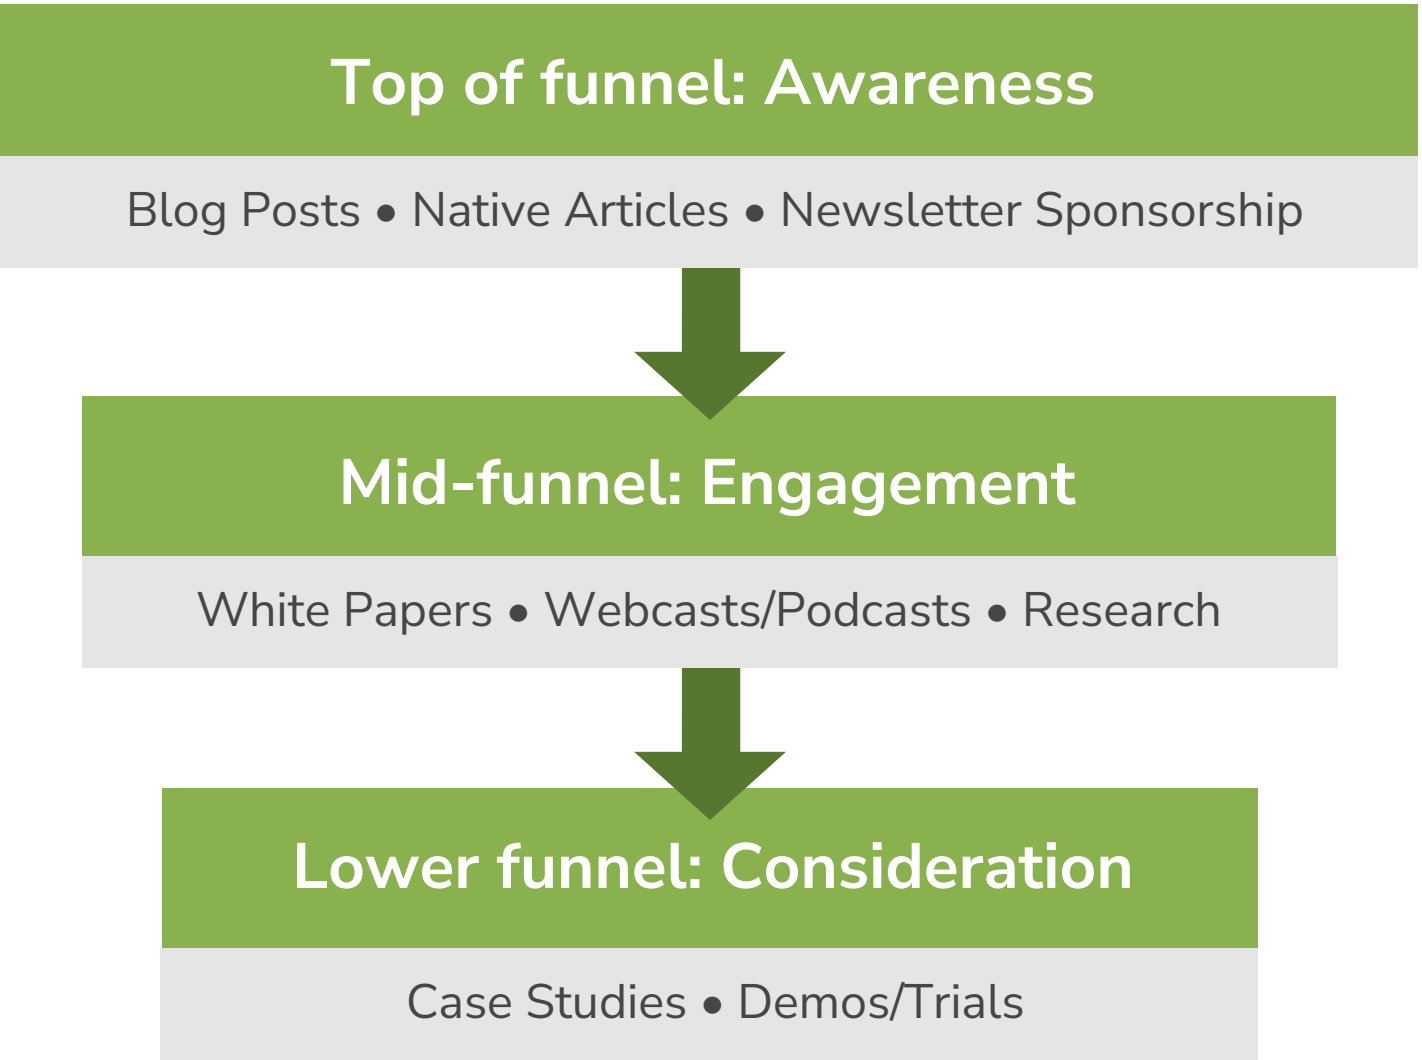 Top of funnel: Awareness
Blog Posts • Native Articles • Newsletter Sponsorship
Mid-funnel: Engagement
White Papers • Webcasts/Podcasts • Research
Lower funnel: Consideration
Case Studies • Demos/Trials